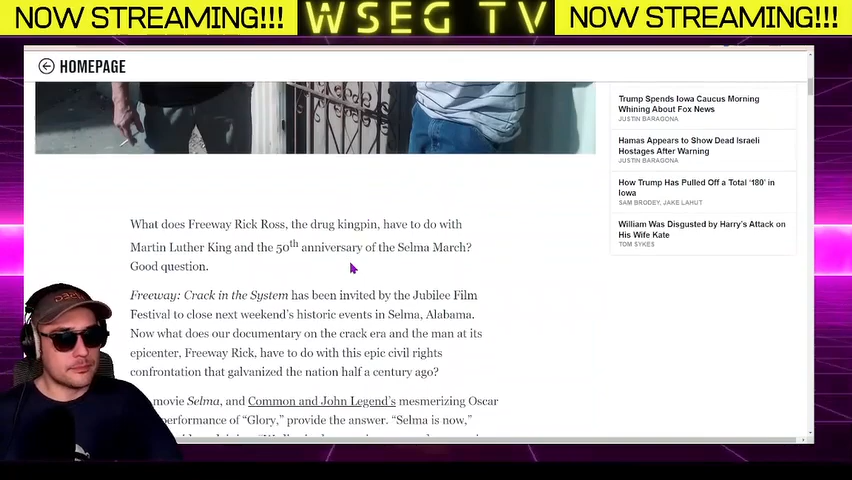 NOW STREAMING!!!
WSEG TV
NOW STREAMING!!!
HOMEPAGE
What does Freeway Rick Ross, the drug kingpin, have to do with
Martin Luther King and the 50th anniversary of the Selma March?
Good question.
Freeway: Crack in the System has been invited by the Jubilee Film
Festival to close next weekend's historic events in Selma, Alabama.
Now what does our documentary on the crack era and the man at its
epicenter, Freeway Rick, have to do with this epic civil rights
confrontation that galvanized the nation half a century ago?
movie Selma, and Common and John Legend's mesmerizing Oscar
performance of "Glory," provide the answer. "Selma is now,"
Trump Spends Iowa Caucus Morning
Whining About Fox News
JUSTIN BARAGONA
Hamas Appears to Show Dead Israeli
Hostages After Warning
JUSTIN BARAGONA
How Trump Has Pulled Off a Total '180' in
Iowa
SAM BRODEY, JAKE LAHUT
William Was Disgusted by Harry's Attack on
His Wife Kate
TOM SYKES